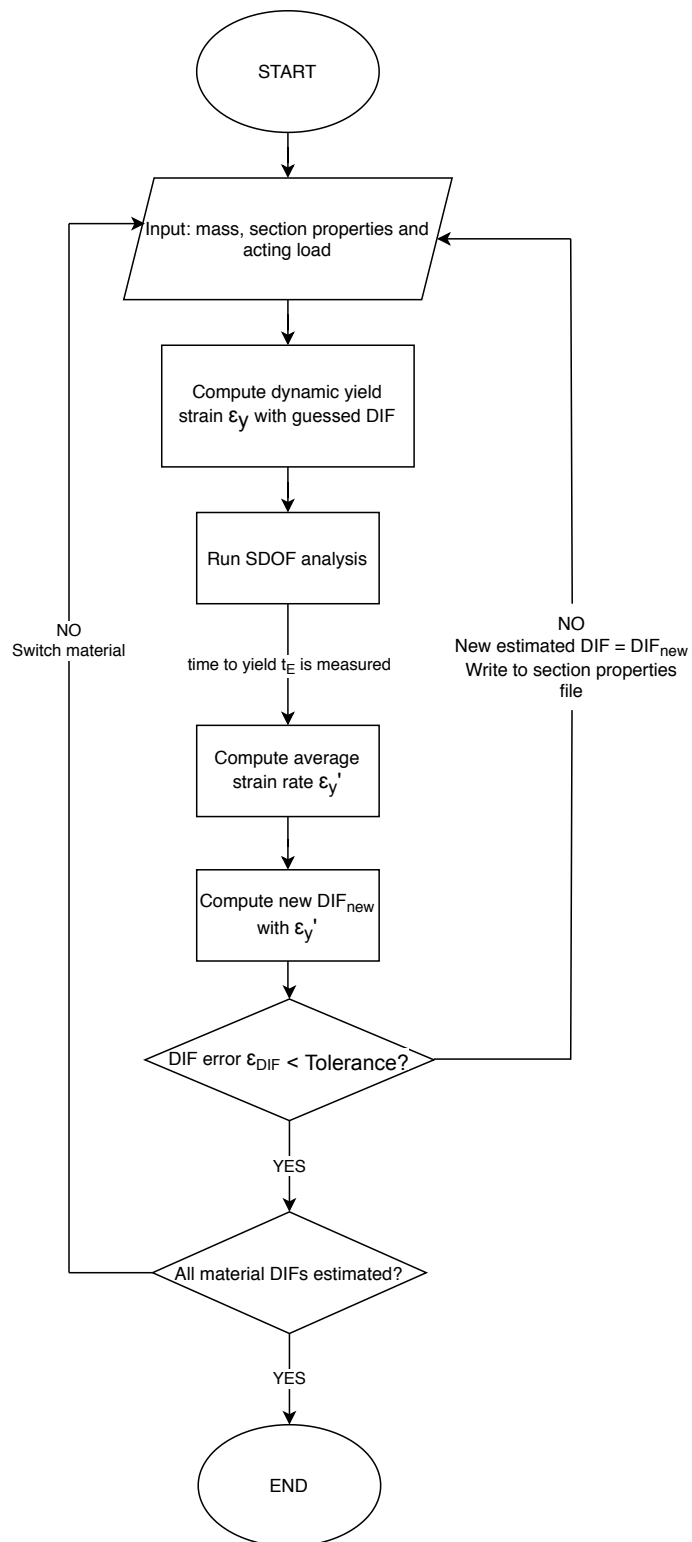 START
Input: mass, section properties and
acting load
Compute dynamic yield
strain εy with guessed DIF
Run SDOF analysis
NO
Switch material
NO
New estimated DIF = DIFnew
Write to section properties
file
time to yield tE is measured
Compute average
strain rate εy'
Compute new DIFnew
with εy'
DIF error εDIF < Tolerance?
YES
All material DIFs estimated?
YES
END